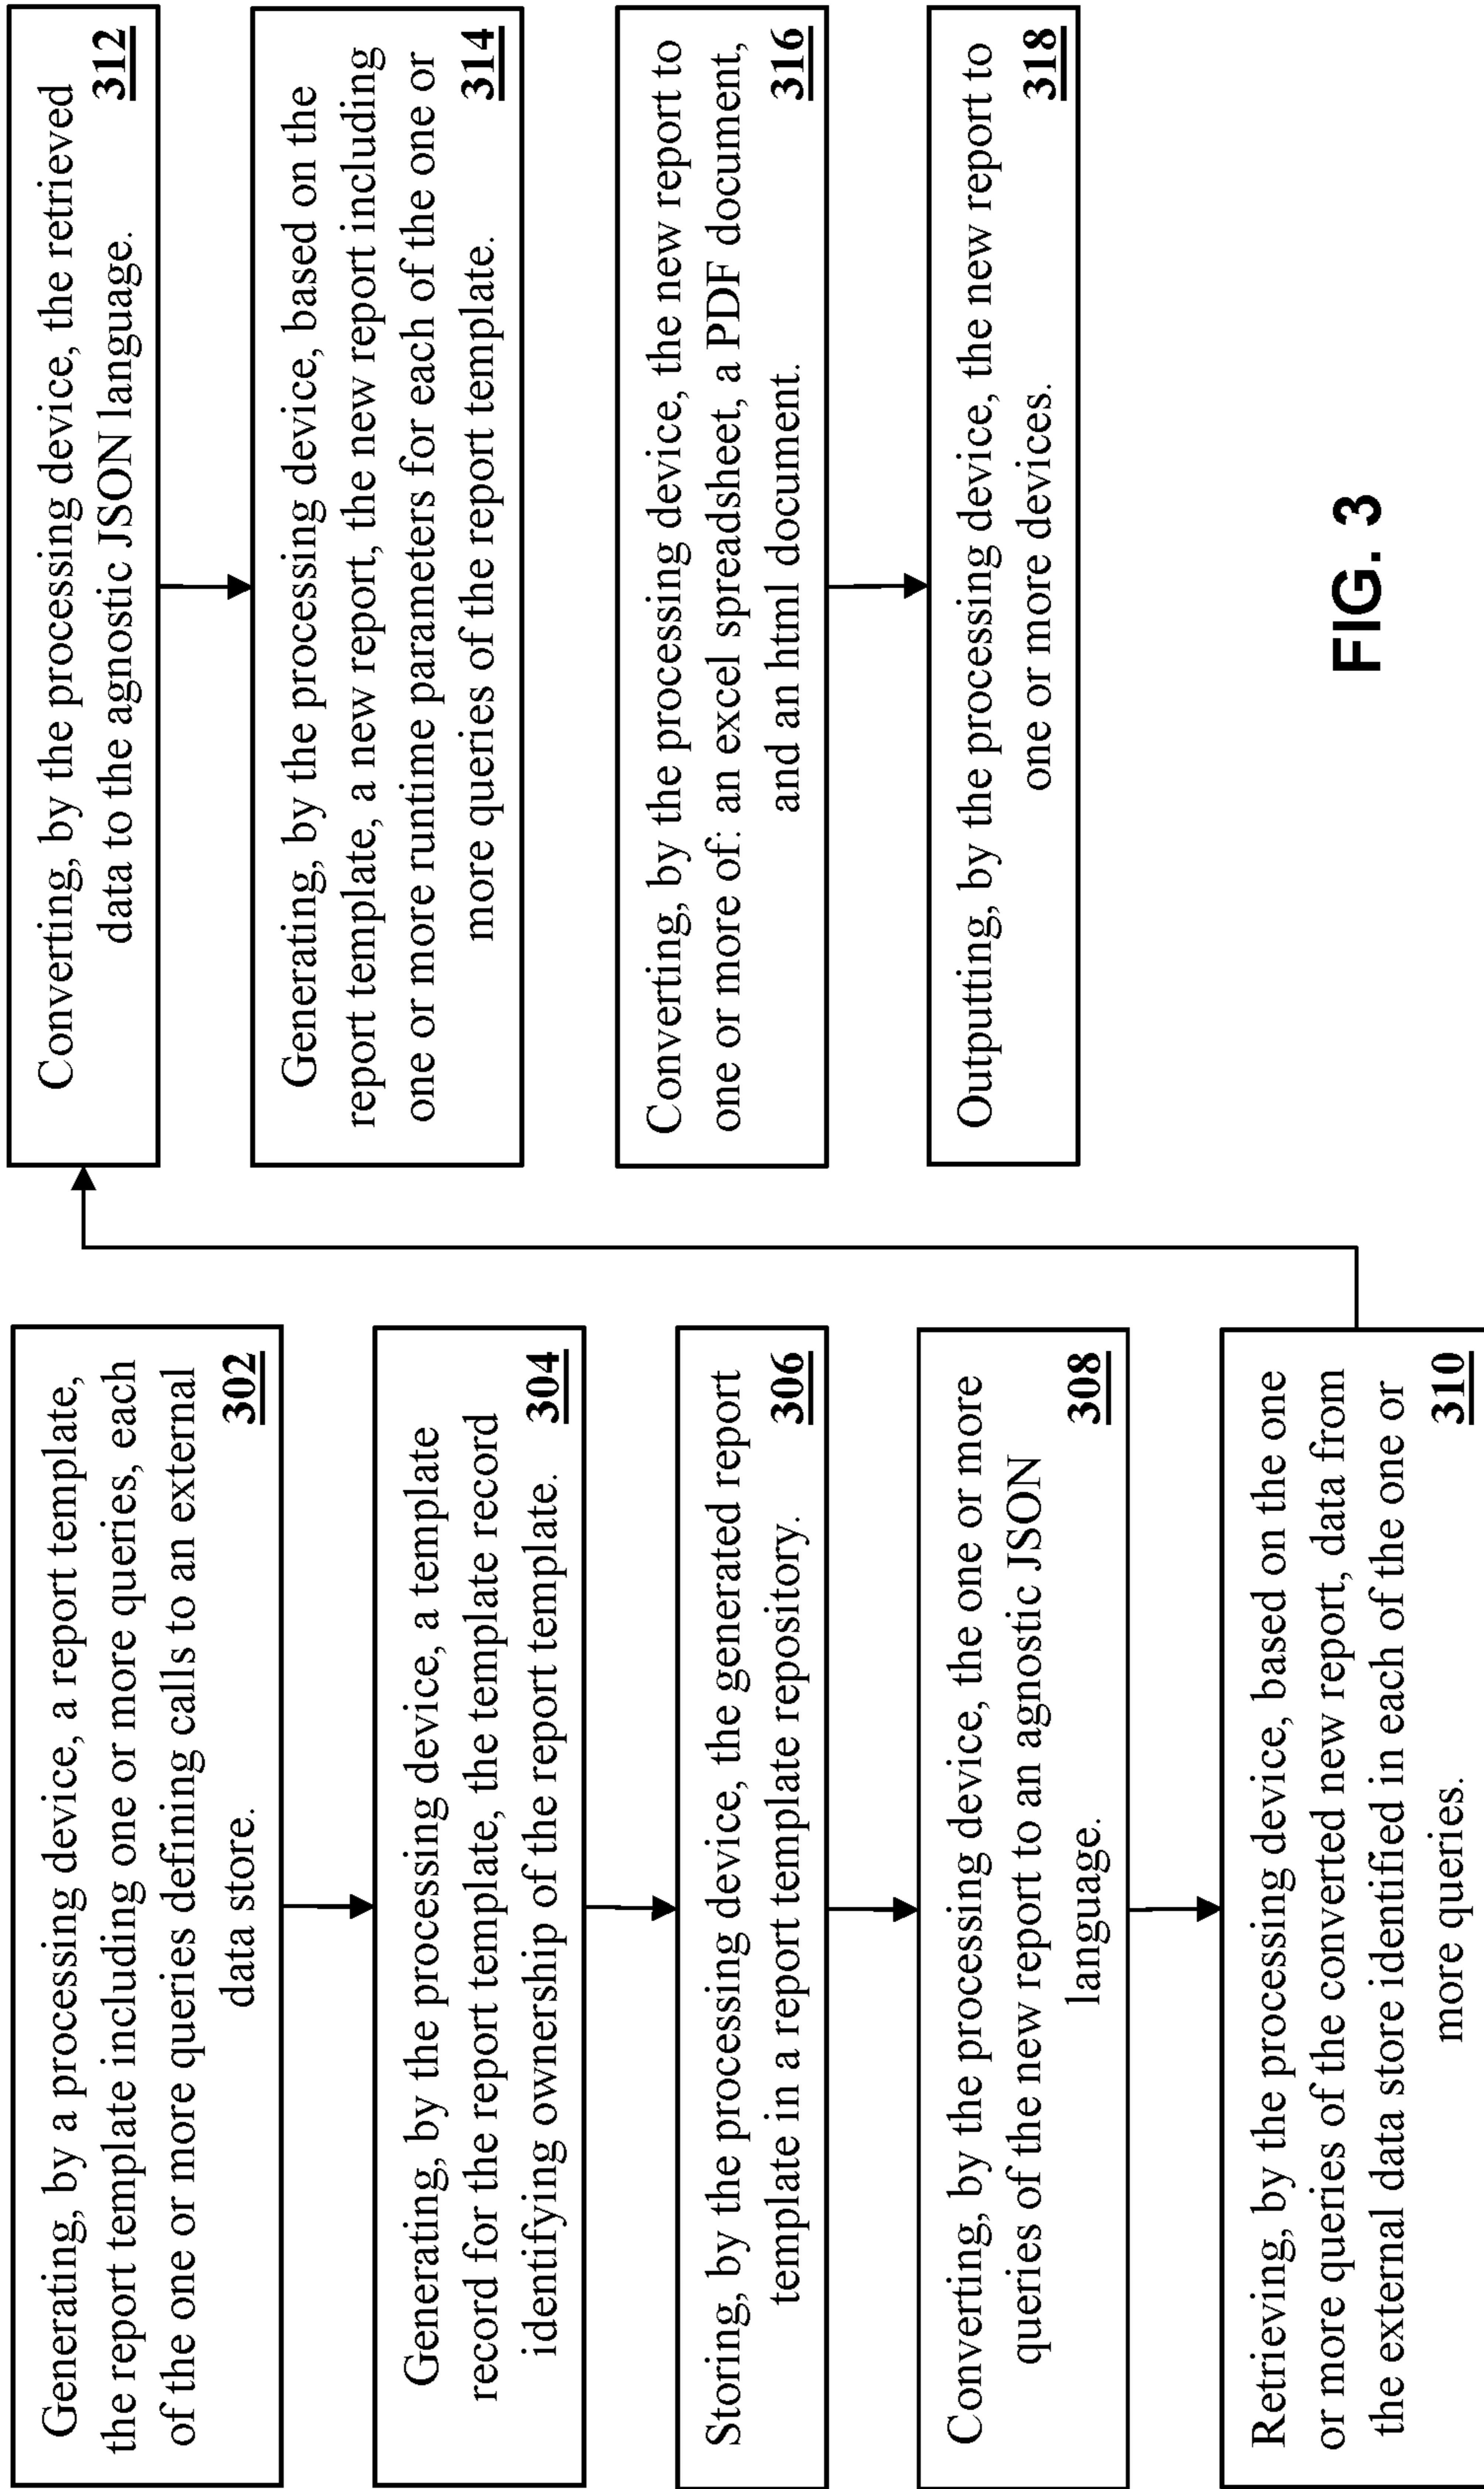 Generating, by a processing device, a report template,
the report template including one or more queries, each
of the one or more queries defining calls to an external
data store.
302
Generating, by the processing device, a template
record for the report template, the template record
identifying ownership of the report template.
304
Storing, by the processing device, the generated report
template in a report template repository.
306
Converting, by the processing device, the one or more
queries of the new report to an agnostic JSON
language.
308
Retrieving, by the processing device, based on the one
or more queries of the converted new report, data from
the external data store identified in each of the one or
more queries.
310
Converting, by the processing device, the retrieved
data to the agnostic JSON language.
312
Generating, by the processing device, based on the
report template, a new report, the new report including
one or more runtime parameters for each of the one or
more queries of the report template.
314
Converting, by the processing device, the new report to
one or more of: an excel spreadsheet, a PDF document,
and an html document.
316
Outputting, by the processing device, the new report to
one or more devices.
318
FIG. 3